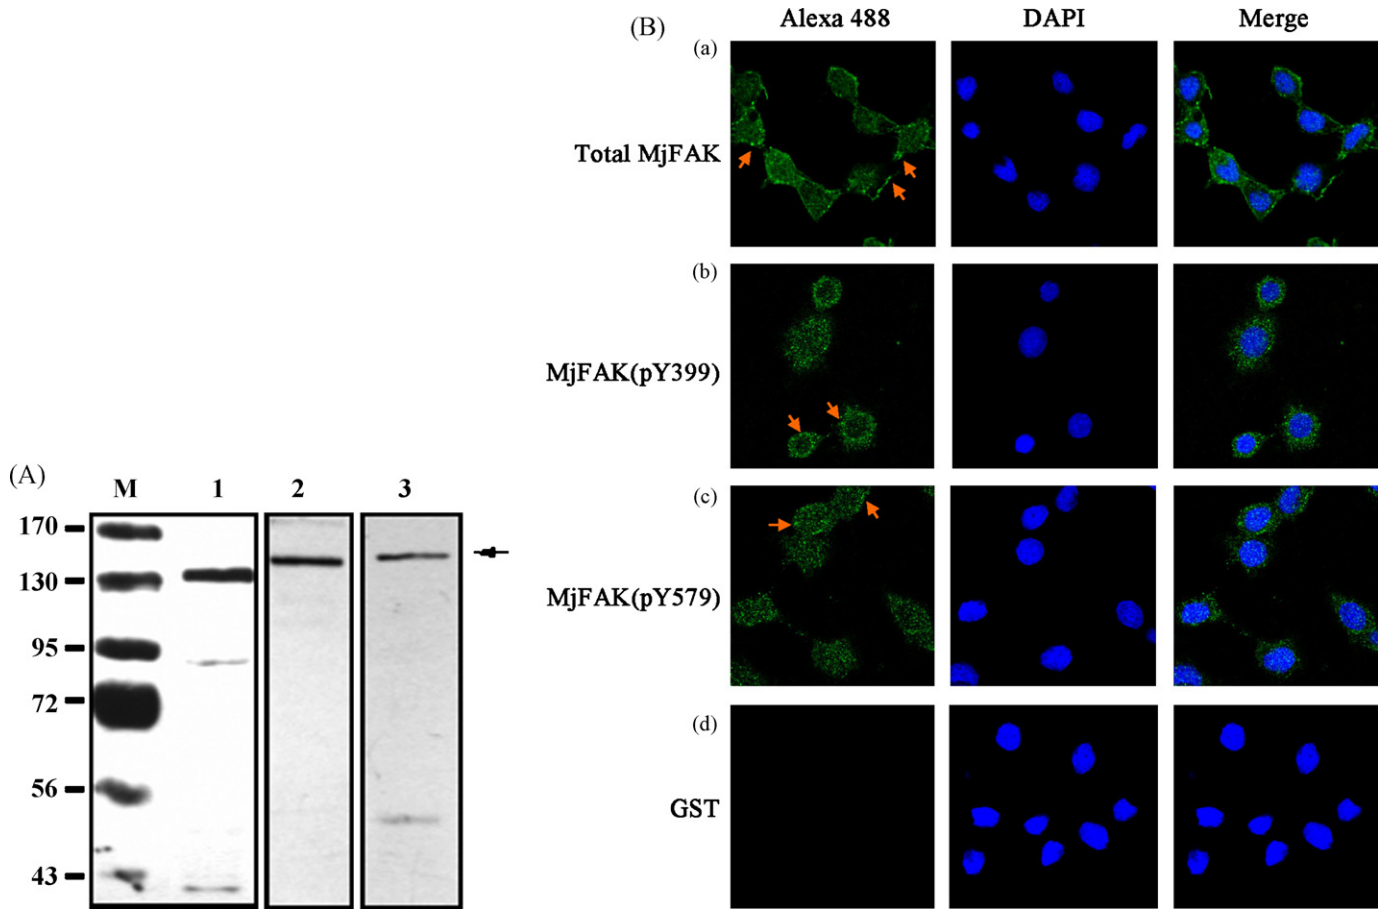 (B)
Alexa 488 DAPI Merge
(a)
Total MjFAK
(b)
MjFAK(pY399)
(c)
MjFAK(pY579)
(d)
GST
(A)
M 1 2 3
170
130
95
72
56
43